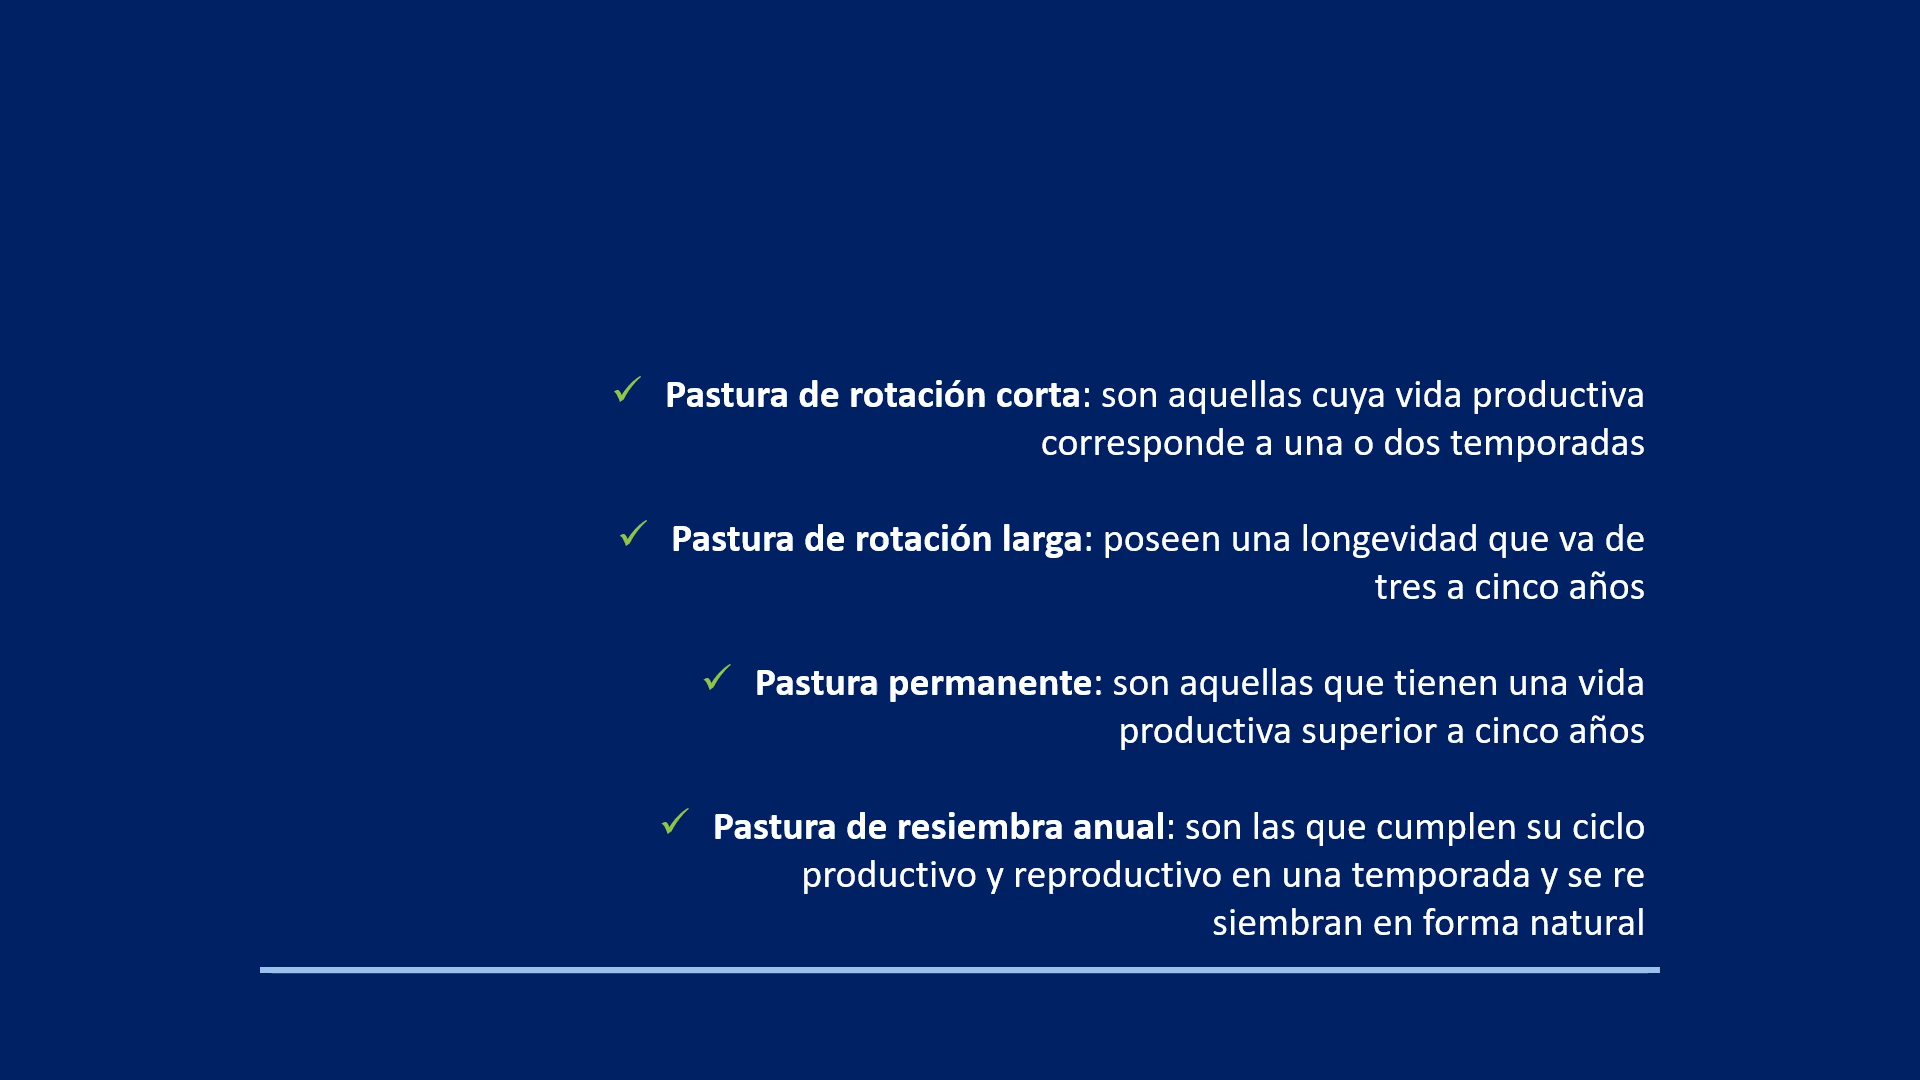 ✓ Pastura de rotación corta: son aquellas cuya vida productiva
corresponde a una o dos temporadas
✓ Pastura de rotación larga: poseen una longevidad que va de
tres a cinco años
✓ Pastura permanente: son aquellas que tienen una vida
productiva superior a cinco años
✓ Pastura de resiembra anual: son las que cumplen su ciclo
productivo y reproductivo en una temporada y se re
siembran en forma natural